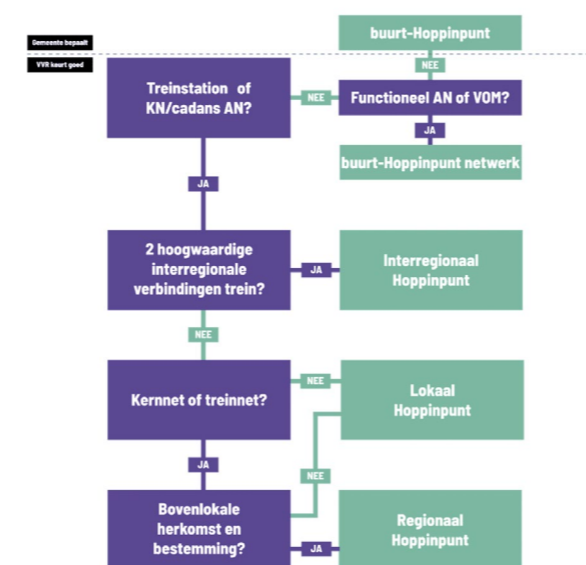 buurt-Hoppinpunt
Gemeente bepaalt
VVR keurt goed
NEE
Treinstation of
KN/cadans AN?
NEE
Functioneel AN of VOM?
JA
buurt-Hoppinpunt netwerk
JA
2 hoogwaardige
interregionale
verbindingen trein?
JA
Interregionaal
Hoppinpunt
NEE
Kernnet of treinnet?
NEE
Lokaal
Hoppinpunt
JA
NEE
Bovenlokale
herkomst en
bestemming?
JA
Regionaal
Hoppinpunt